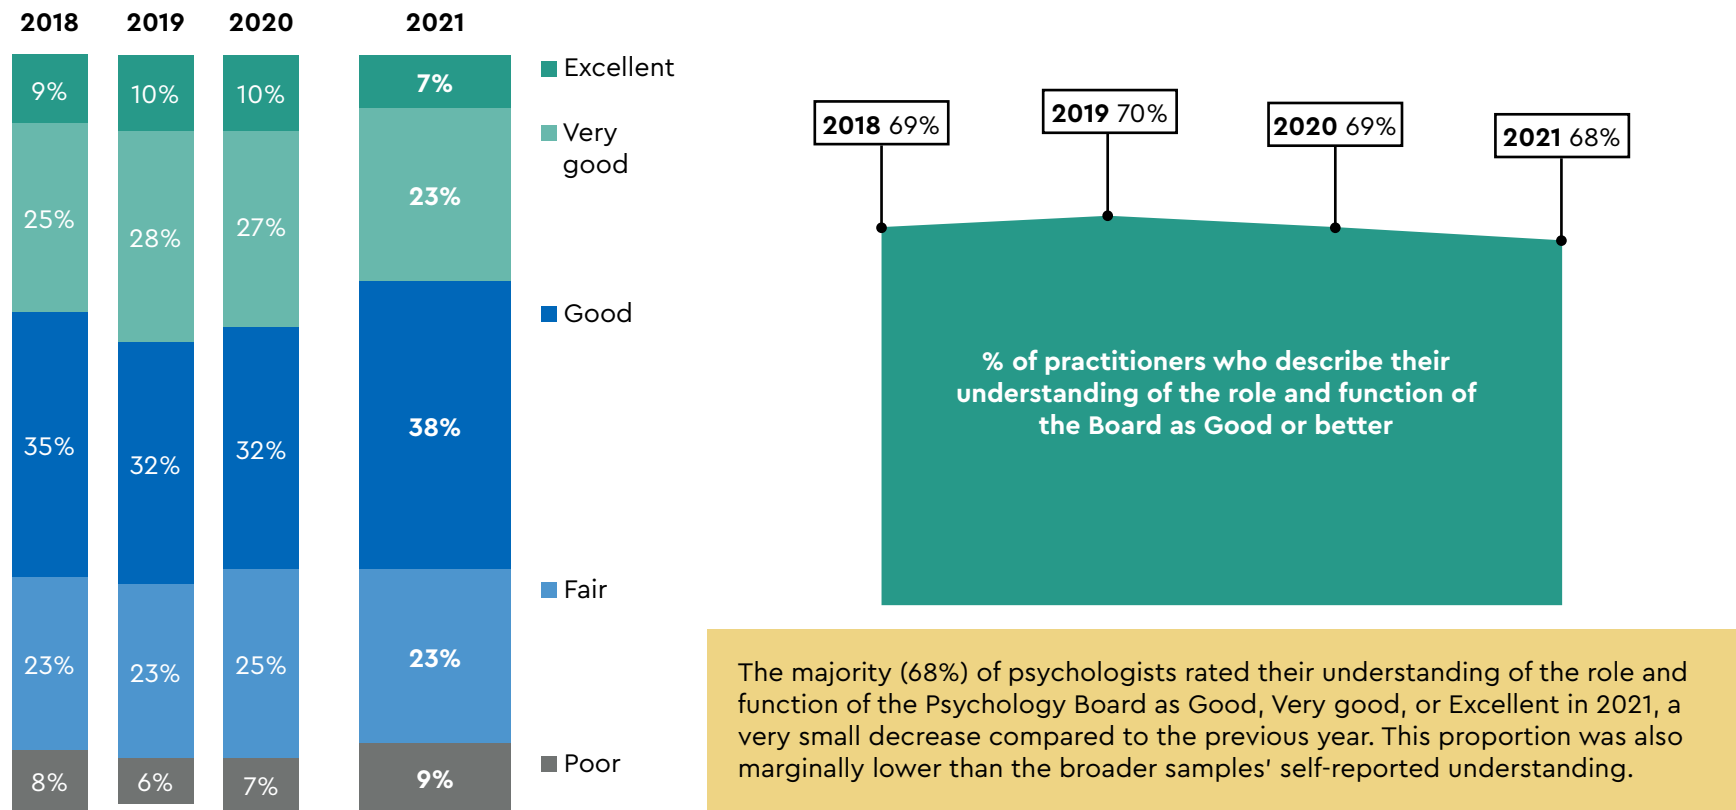 2018 2019 2020 2021
9% 10% 10% 7%
25% 28% 27% 23%
35% 32% 32% 38%
23% 23% 25% 23%
8% 6% 7% 9%
Excellent
Very
good
Good
Fair
Poor
2018 69%
2019 70%
2020 69%
2021 68%
% of practitioners who describe their
understanding of the role and function of
the Board as Good or better
The majority (68%) of psychologists rated their understanding of the role and
function of the Psychology Board as Good, Very good, or Excellent in 2021, a
very small decrease compared to the previous year. This proportion was also
marginally lower than the broader samples’ self-reported understanding.